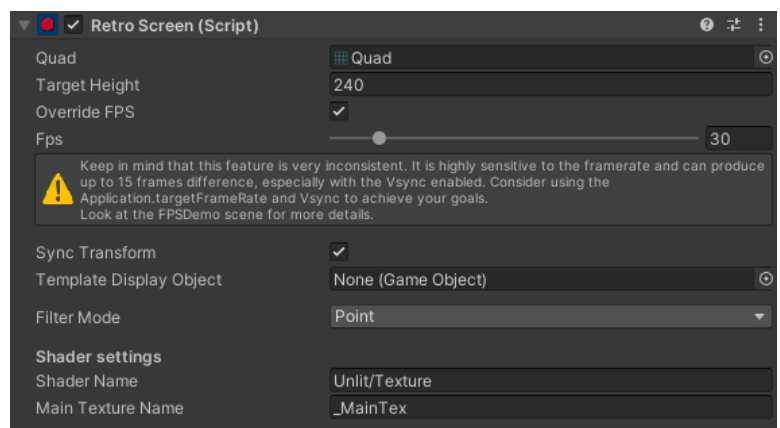 Retro Screen (Script)
Quad Quad
Target Height 240
Override FPS
Fps 30
Keep in mind that this feature is very inconsistent. It is highly sensitive to the framerate and can produce
up to 15 frames difference, especially with the Vsync enabled. Consider using the
Application.targetFrameRate and Vsync to achieve your goals.
Look at the FPSDemo scene for more details.
Sync Transform
Template Display Object None (Game Object)
Filter Mode Point
Shader settings
Shader Name Unlit/Texture
Main Texture Name _MainTex